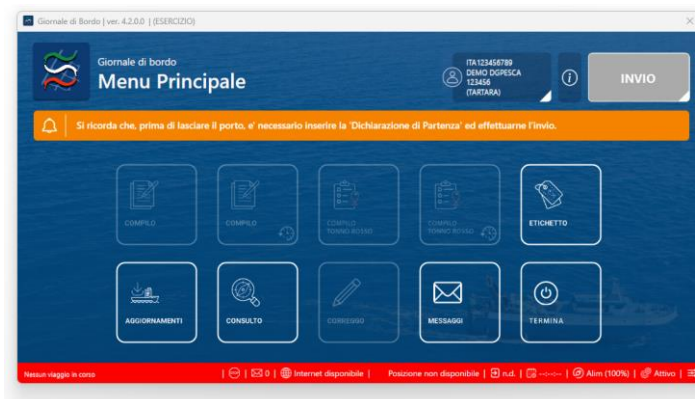 Giornale di Bordo | ver. 4.2.0.0 | (ESERCIZIO)
Giornale di bordo
Menu Principale
ITA123456789
DEMO DGPESCA
123456
(TARTARA)
INVIO
Si ricorda che, prima di lasciare il porto, e' necessario inserire la 'Dichiarazione di Partenza' ed effettuarne l'invio.
COMPILO
COMPILO
COMPILO
TONNO ROSSO
COMPILO
TONNO ROSSO
ETICHETTO
AGGIORNAMENTI
CONSULTO
CORREGGO
MESSAGGI
TERMINA
Nessun viaggio in corso | | 0 | Internet disponibile | Posizione non disponibile | n.d. | --:--:-- | Alim (100%) | Attivo |